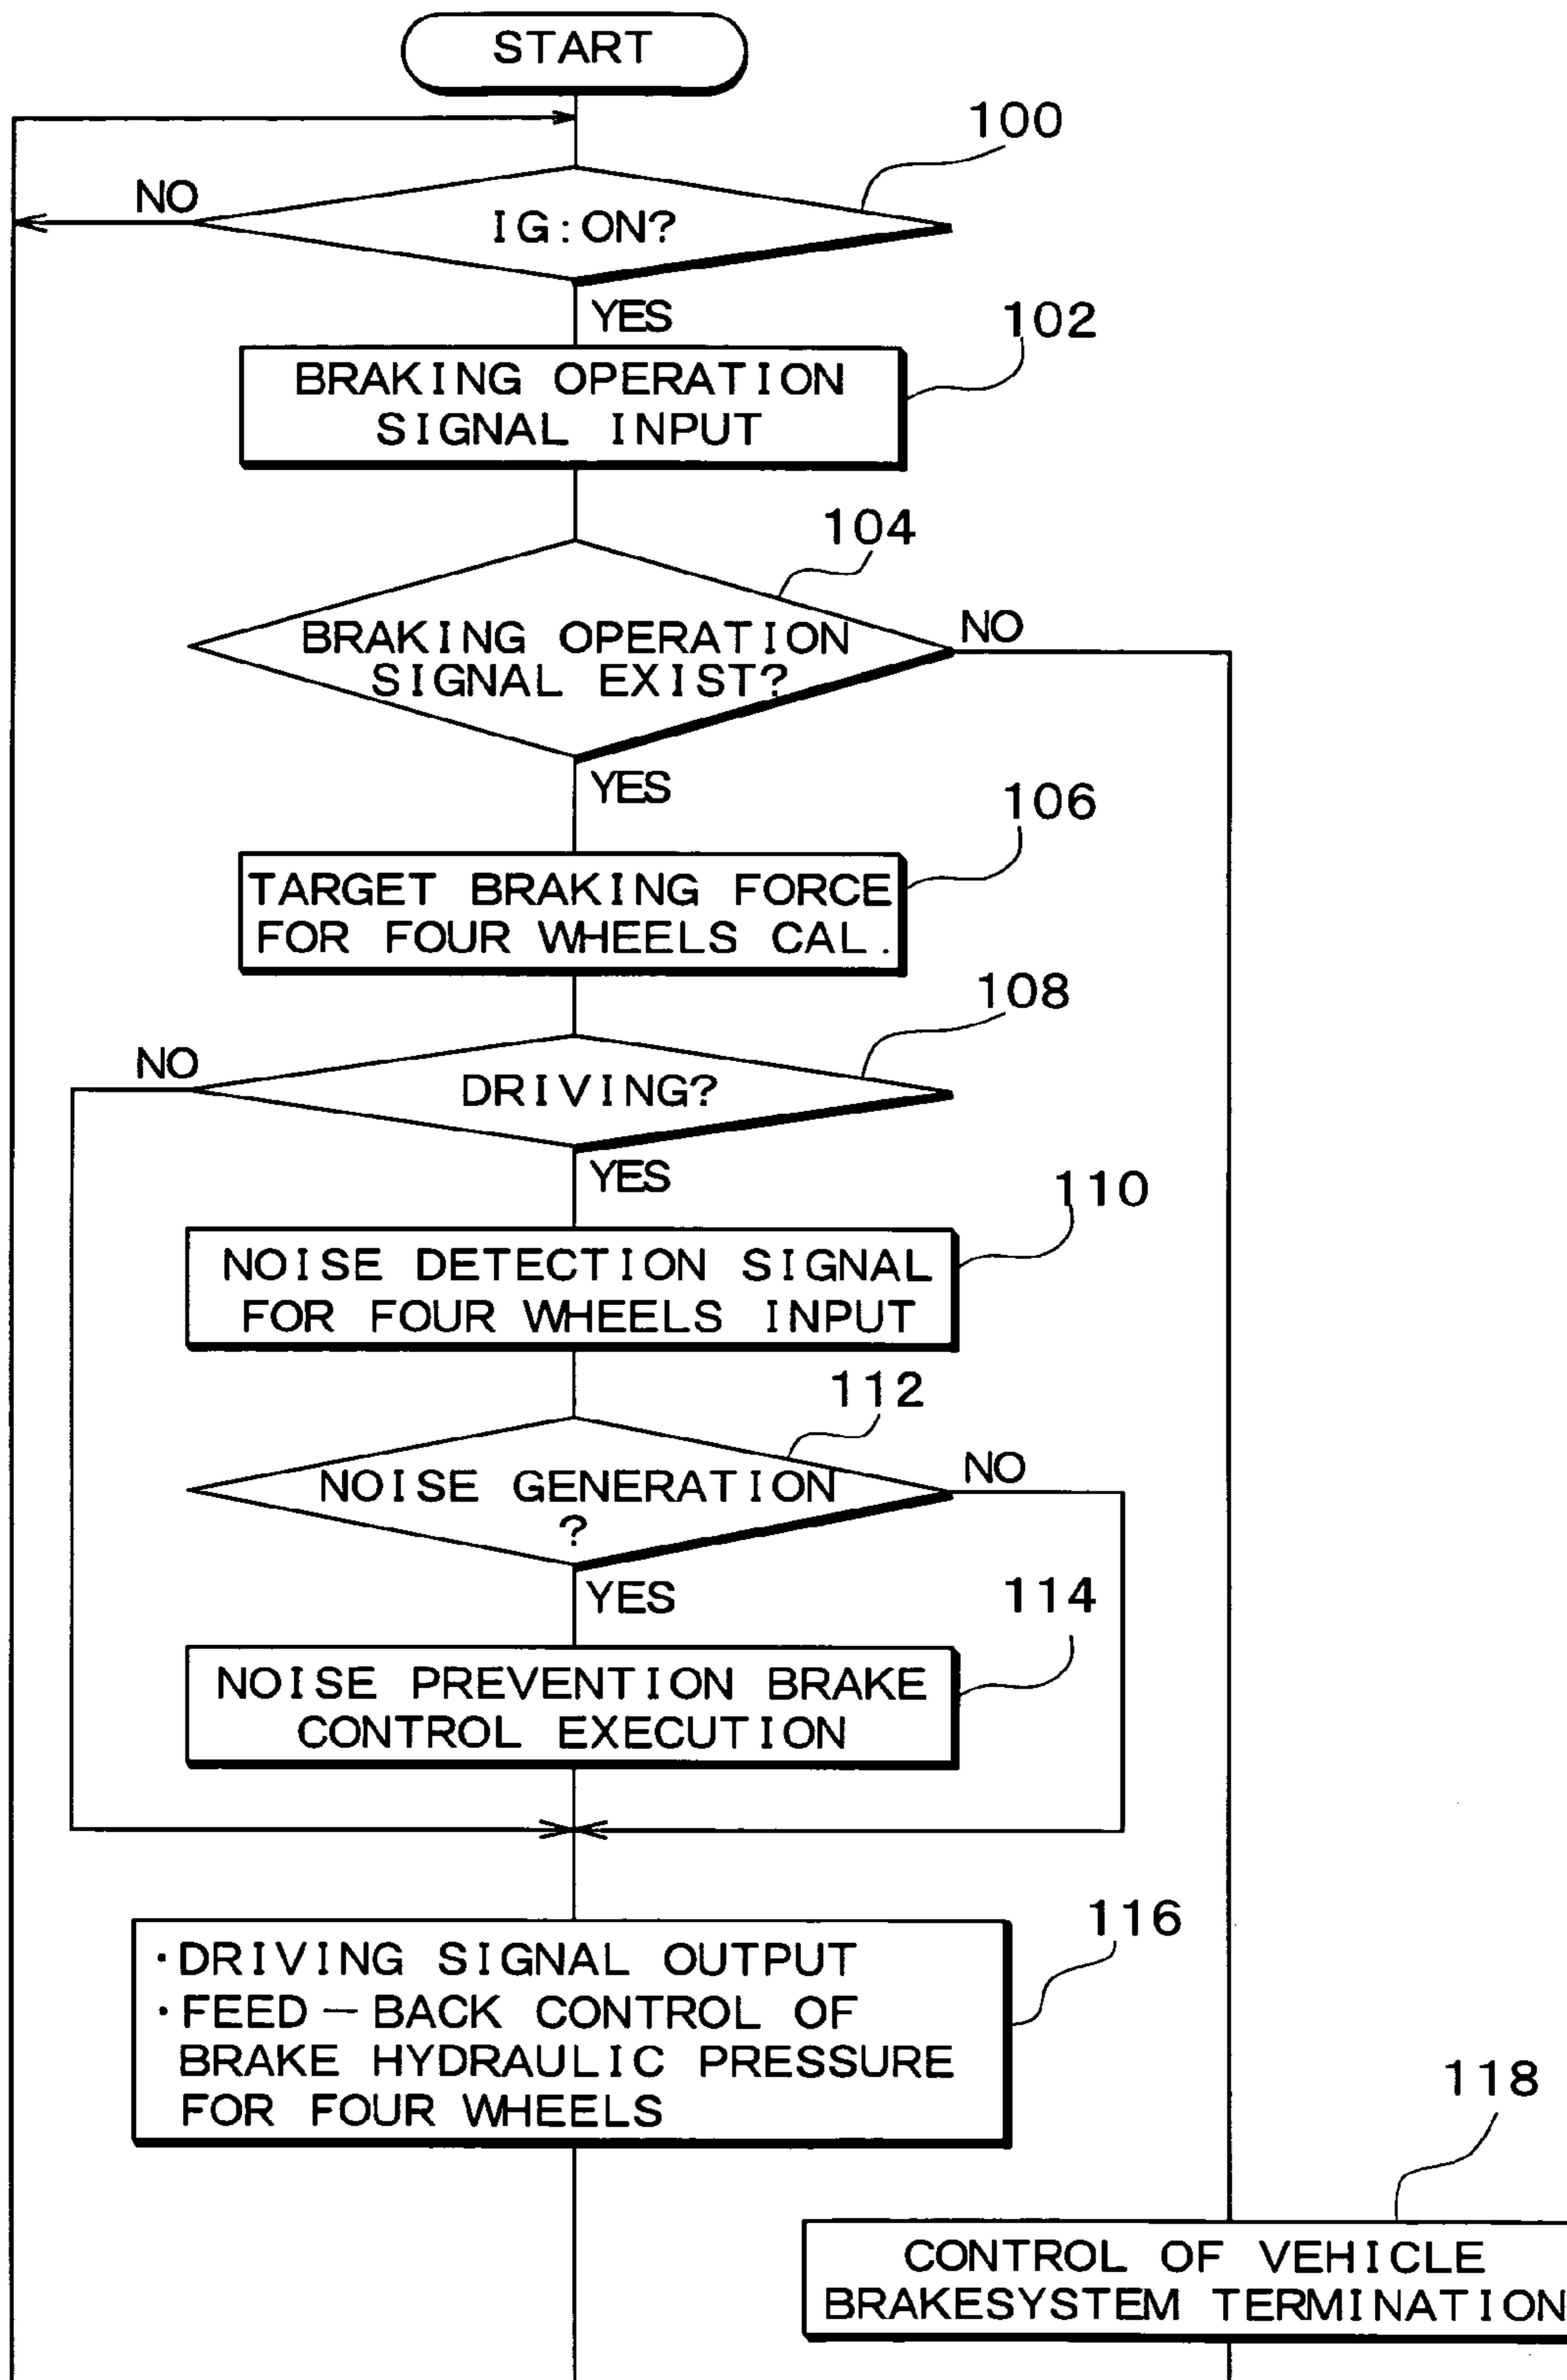 START
100
NO
IG:ON?
YES
102
BRAKING OPERATION
SIGNAL INPUT
104
BRAKING OPERATION
SIGNAL EXIST?
NO
YES
106
TARGET BRAKING FORCE
FOR FOUR WHEELS CAL.
108
NO
DRIVING?
YES
110
NOISE DETECTION SIGNAL
FOR FOUR WHEELS INPUT
112
NOISE GENERATION
?
NO
YES
114
NOISE PREVENTION BRAKE
CONTROL EXECUTION
116
・DRIVING SIGNAL OUTPUT
・FEED－BACK CONTROL OF
BRAKE HYDRAULIC PRESSURE
FOR FOUR WHEELS
118
CONTROL OF VEHICLE
BRAKESYSTEM TERMINATION